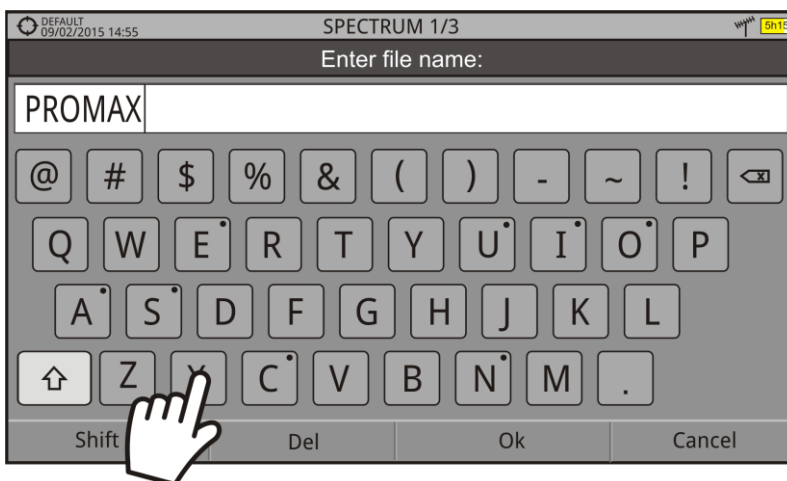 DEFAULT
09/02/2015 14:55
SPECTRUM 1/3
5h15
Enter file name:
PROMAX
@ # $ % & ( ) - ~ !
Q W E R T Y U I O P
A S D F G H J K L
Z X C V B N M .
Shift Del Ok Cancel